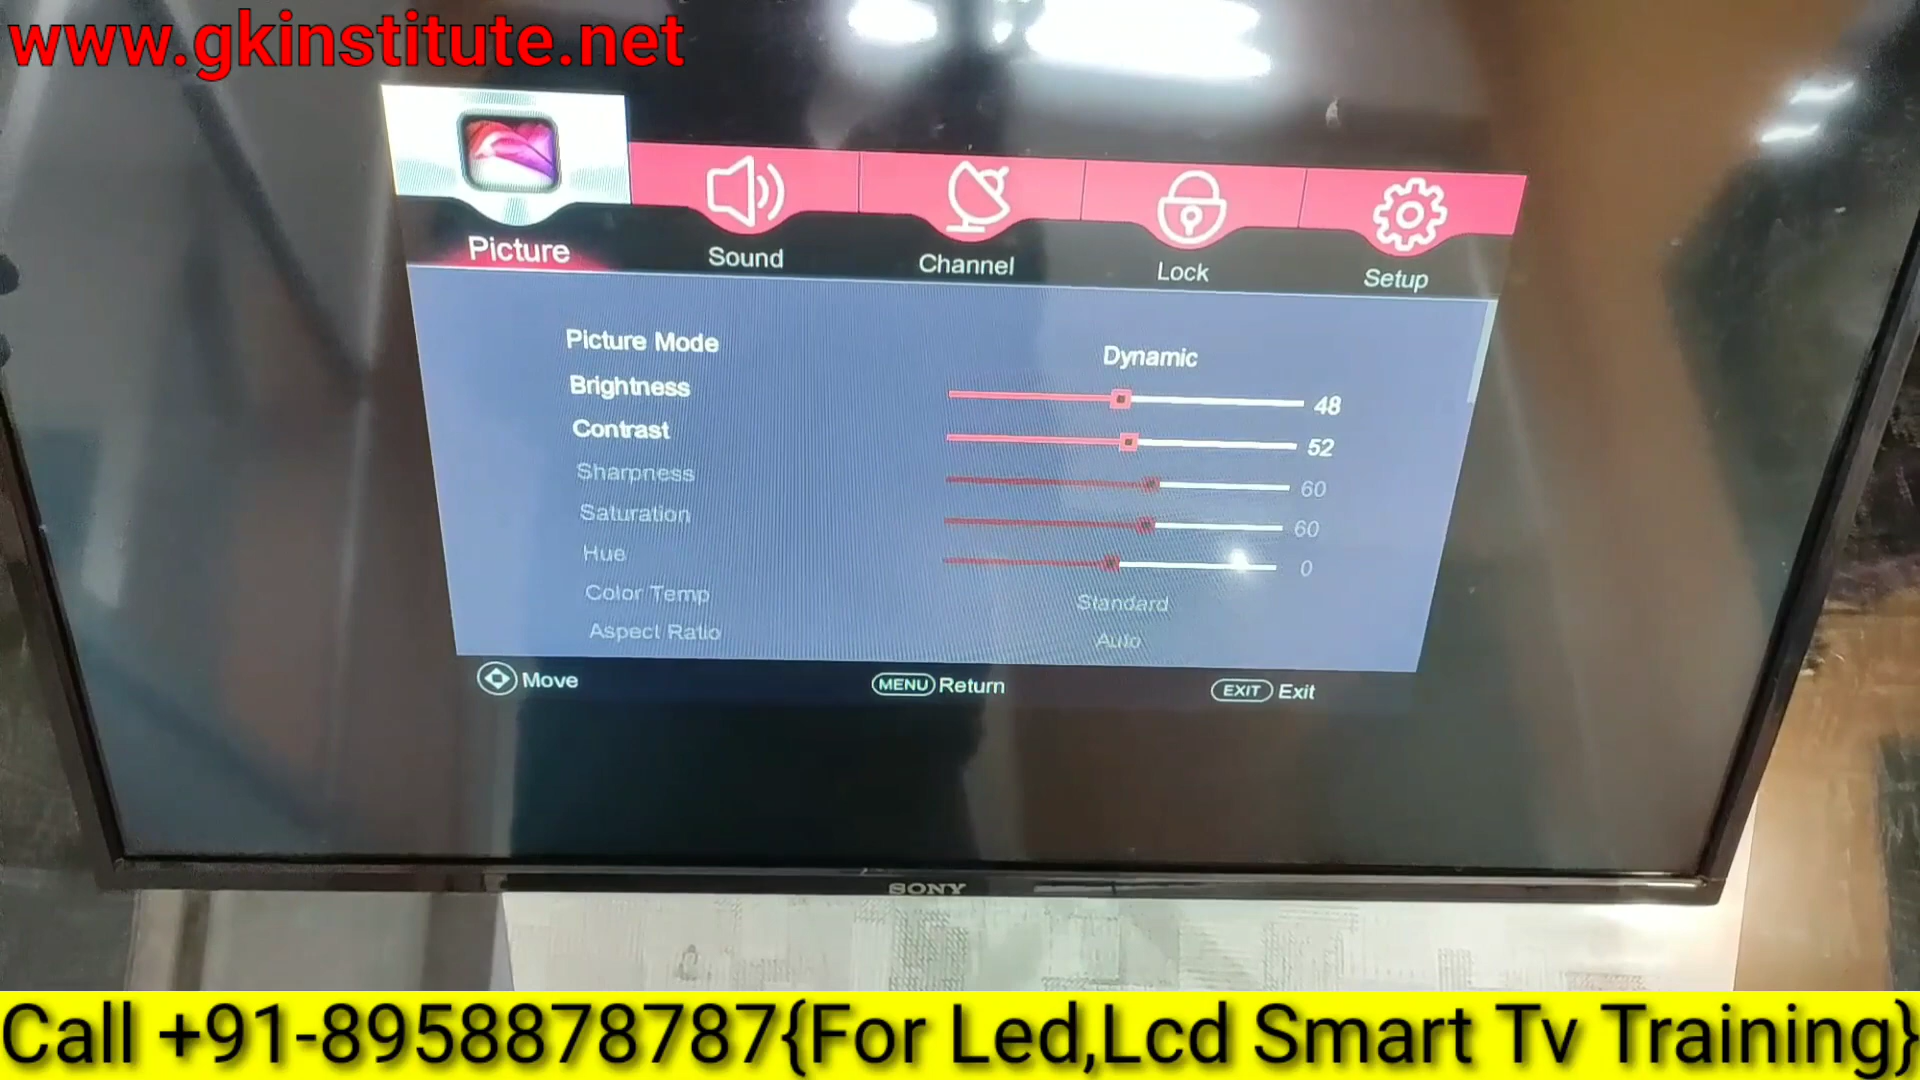 www.gkinstitute.net
Picture
Sound
Channel
Lock
Setup
Picture Mode Dynamic
Brightness 48
Contrast 52
Sharpness 60
Saturation 60
Hue 0
Color Temp Standard
Aspect Ratio Auto
Move
MENU Return
EXIT Exit
SONY
Call +91-8958878787{For Led,Lcd Smart Tv Training}